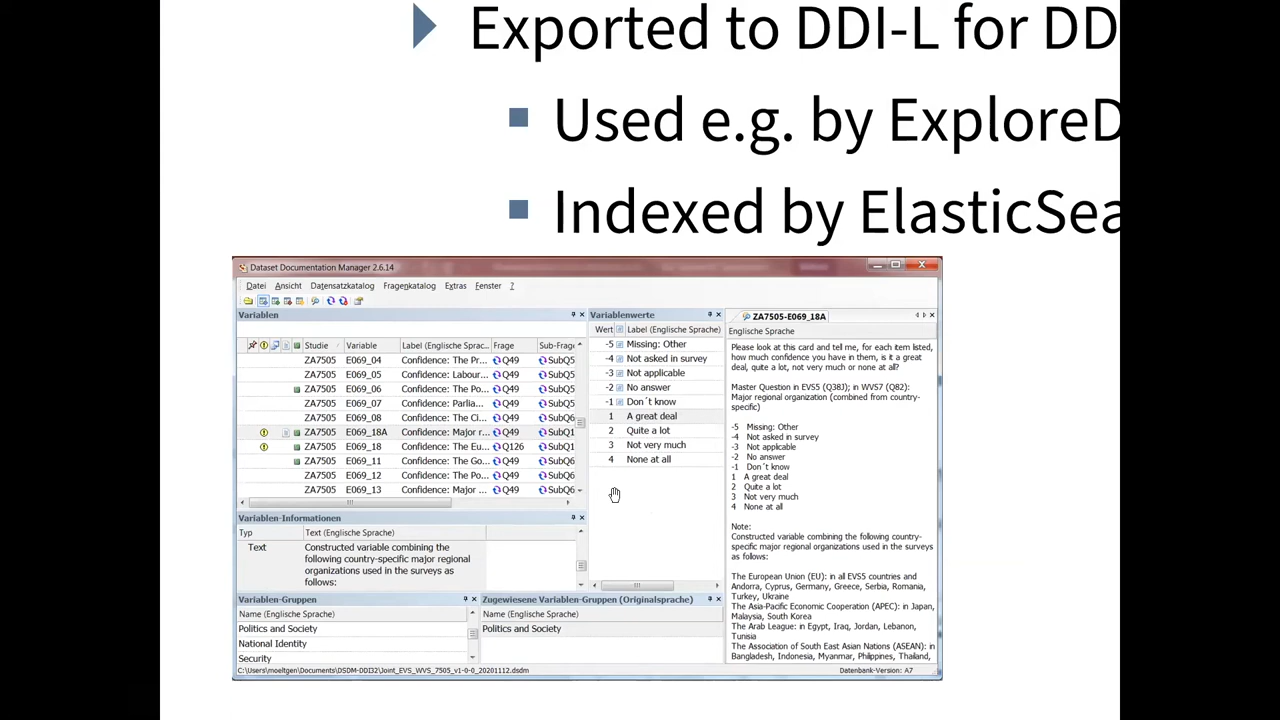 Exported to DDI-L for DD
Used e.g. by ExploreD
Indexed by ElasticSea
Dataset Documentation Manager 2.6.14
Datei Ansicht Datensatzkatalog Fragenkatalog Extras Fenster ?
Variablen
Studie Variable Label (Englische Sprac... Frage Sub-Frage
ZA7505 E069_04 Confidence: The Pr... Q49 SubQ5
ZA7505 E069_05 Confidence: Labour... Q49 SubQ5
ZA7505 E069_06 Confidence: The Po... Q49 SubQ5
ZA7505 E069_07 Confidence: Parlia... Q49 SubQ5
ZA7505 E069_08 Confidence: The Ci... Q49 SubQ6
ZA7505 E069_18A Confidence: Major r... Q49 SubQ1
ZA7505 E069_18 Confidence: The Eu... Q126 SubQ6
ZA7505 E069_11 Confidence: The Go... Q49 SubQ6
ZA7505 E069_12 Confidence: The Po... Q49 SubQ6
ZA7505 E069_13 Confidence: Major ... Q49 SubQ6
Variablen-Informationen
Typ Text (Englische Sprache)
Text Constructed variable combining the
following country-specific major regional
organizations used in the surveys as
follows:
Variablen-Gruppen
Name (Englische Sprache)
Politics and Society
National Identity
Security
Variablenwerte
Wert Label (Englische Sprache)
-5 Missing: Other
-4 Not asked in survey
-3 Not applicable
-2 No answer
-1 Don´t know
1 A great deal
2 Quite a lot
3 Not very much
4 None at all
Zugewiesene Variablen-Gruppen (Originalsprache)
Name (Englische Sprache)
Politics and Society
ZA7505-E069_18A
Englische Sprache
Please look at this card and tell me, for each item listed,
how much confidence you have in them, is it a great
deal, quite a lot, not very much or none at all?
Master Question in EVS5 (Q38J); in WVS7 (Q82):
Major regional organization (combined from country-
specific)
-5 Missing: Other
-4 Not asked in survey
-3 Not applicable
-2 No answer
-1 Don´t know
1 A great deal
2 Quite a lot
3 Not very much
4 None at all
Note:
Constructed variable combining the following country-
specific major regional organizations used in the surveys
as follows:
The European Union (EU): in all EVS5 countries and
Andorra, Cyprus, Germany, Greece, Serbia, Romania,
Turkey, Ukraine
The Asia-Pacific Economic Cooperation (APEC): in Japan,
Malaysia, South Korea
The Arab League: in Egypt, Iraq, Jordan, Lebanon,
Tunisia
The Association of South East Asian Nations (ASEAN): in
Bangladesh, Indonesia, Myanmar, Philippines, Thailand,
C:\Users\moeltgen\Documents\DSDM-DDI32\Joint_EVS_WVS_7505_v1-0-0_20201112.dsdm
Datenbank-Version: A7